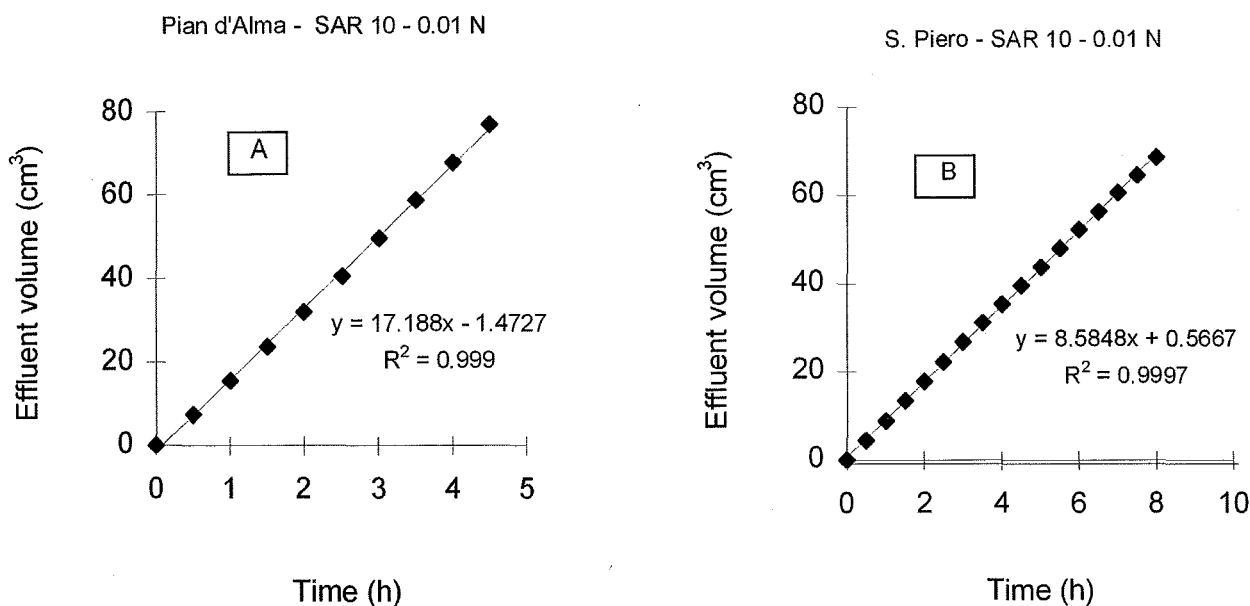 Pian d'Alma - SAR 10 - 0.01 N
A
Effluent volume (cm³)
80
60
40
20
0
y = 17.188x - 1.4727
R² = 0.999
0 1 2 3 4 5
Time (h)
S. Piero - SAR 10 - 0.01 N
B
Effluent volume (cm³)
80
60
40
20
0
y = 8.5848x + 0.5667
R² = 0.9997
0 2 4 6 8 10
Time (h)